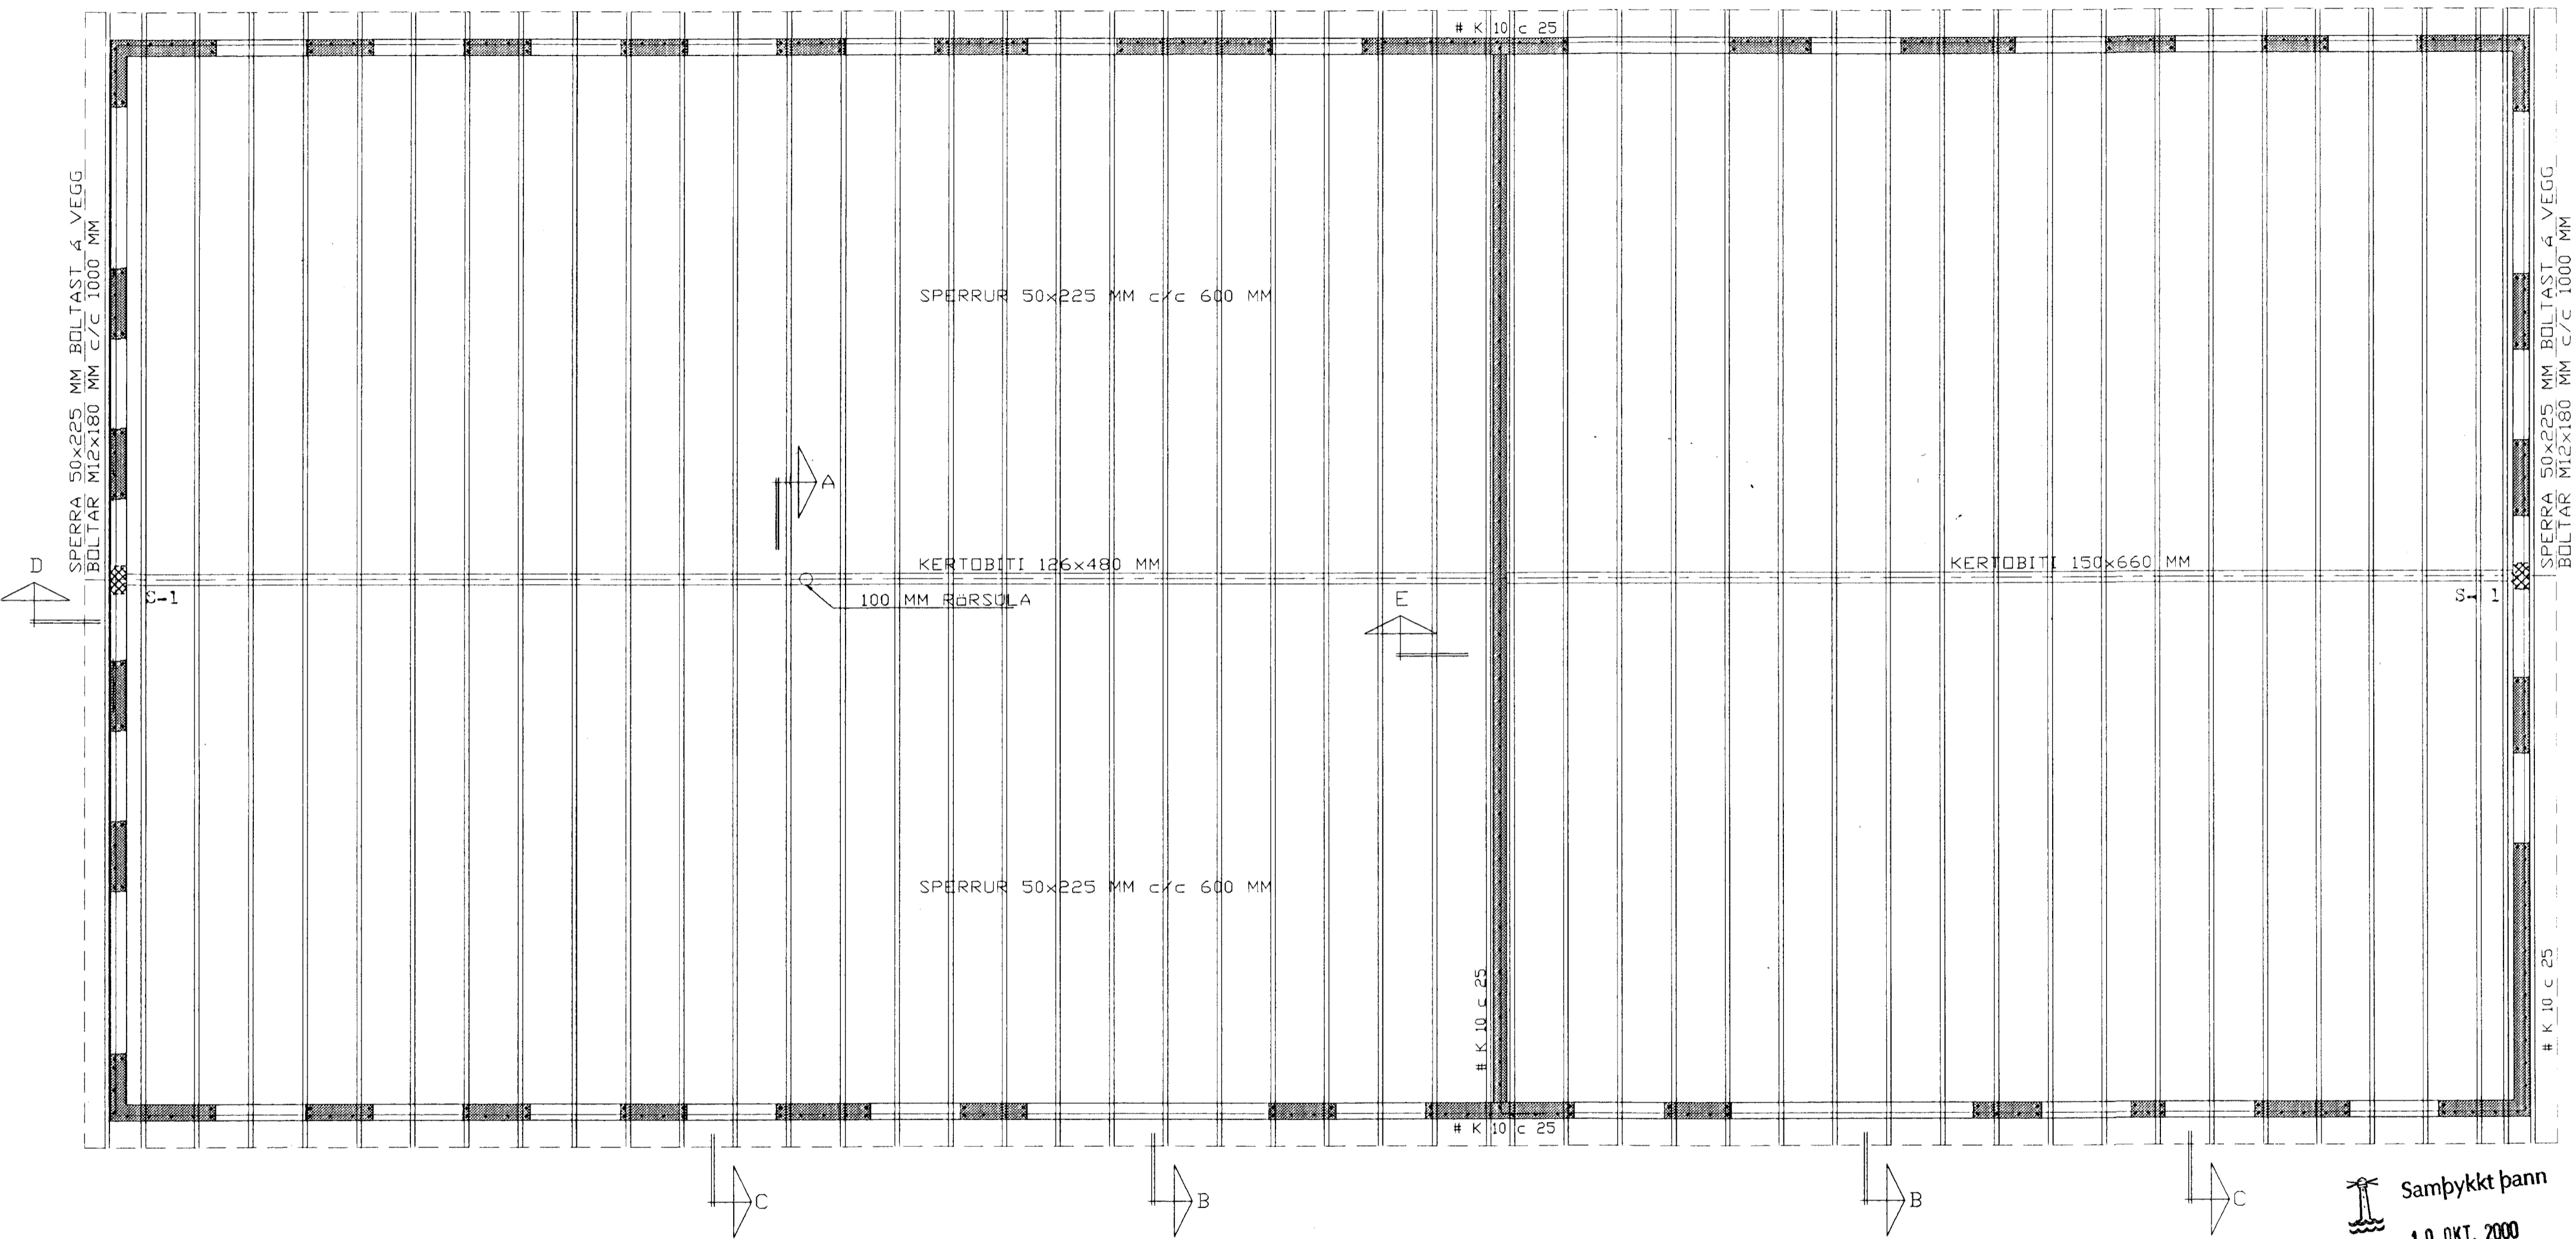 # K 10 c 25
SPERRA 50x225 MM BOLTAST Á VEGG
BOLTAR M12x180 MM c/c 1000 MM
SPERRA 50x225 MM BOLTAST Á VEGG
BOLTAR M12x180 MM c/c 1000 MM
SPERRUR 50x225 MM c/c 600 MM
A
D
KERTOBITI 126x480 MM
KERTOBITI 150x660 MM
S-1
100 MM RÖRSÚLA
E
S-1
SPERRUR 50x225 MM c/c 600 MM
# K 10 c 25
# K 10 c 25
# K 10 c 25
C
B
B
C
Samþykkt þann
10. OKT. 2000